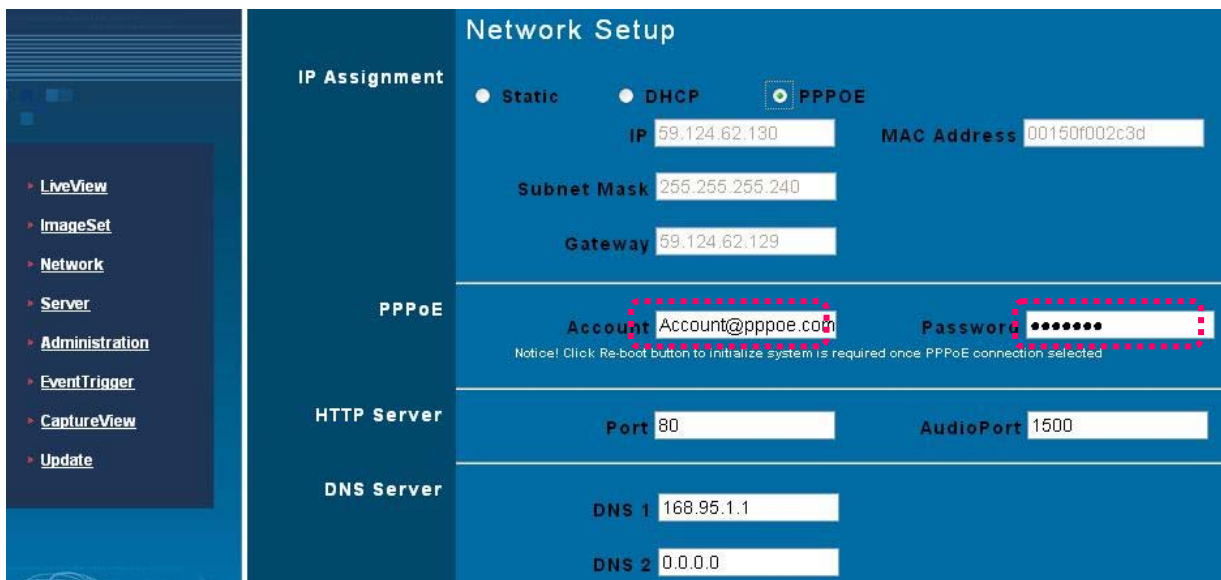 Network Setup
IP Assignment
Static DHCP PPPOE
IP 59.124.62.130 MAC Address 00150f002c3d
Subnet Mask 255.255.255.240
Gateway 59.124.62.129
LiveView
ImageSet
Network
Server
Administration
EventTrigger
CaptureView
Update
PPPoE
Account Account@pppoe.com Password •••••••
Notice! Click Re-boot button to initialize system is required once PPPoE connection selected
HTTP Server
Port 80 AudioPort 1500
DNS Server
DNS 1 168.95.1.1
DNS 2 0.0.0.0